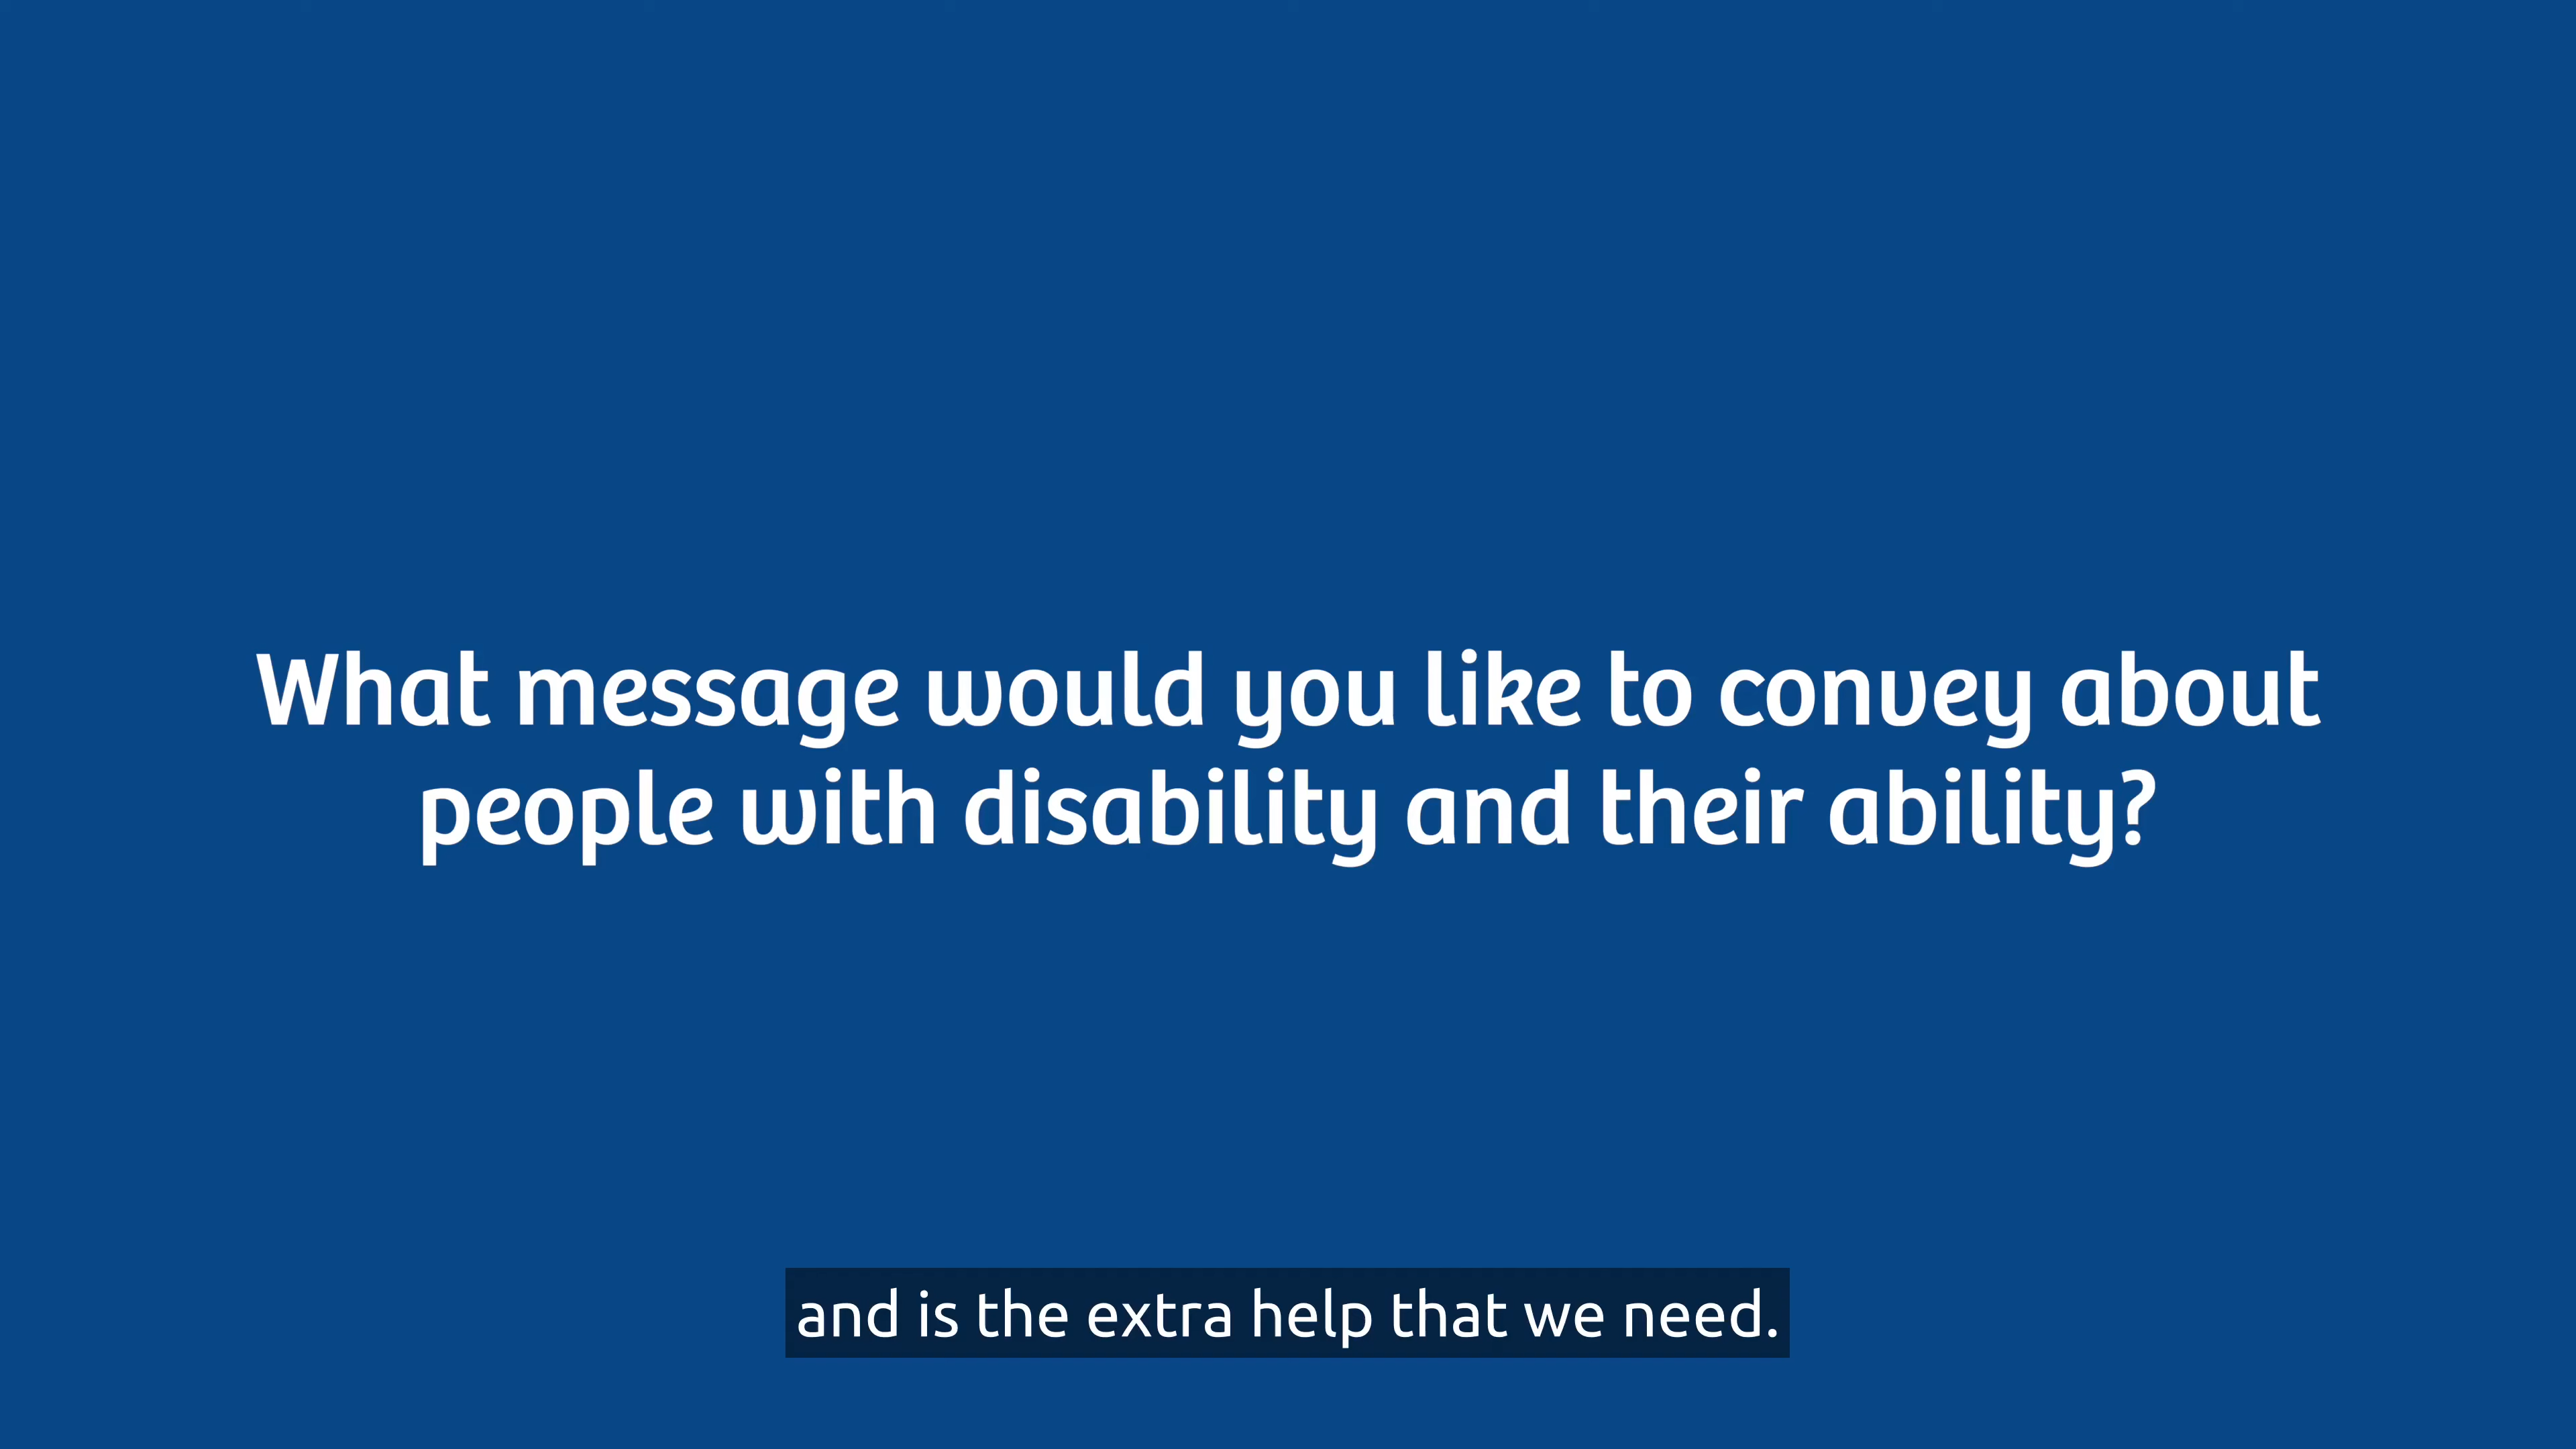 What message would you like to convey about
people with disability and their ability?
and is the extra help that we need.